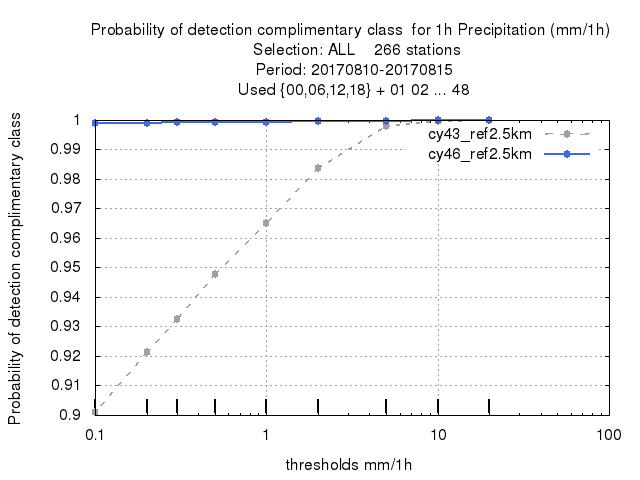 Probability of detection complimentary class  for 1h Precipitation (mm/1h)
Selection: ALL    266 stations
Period: 20170810-20170815
Used {00,06,12,18} + 01 02 ... 48
Probability of detection complimentary class
1
0.99
0.98
0.97
0.96
0.95
0.94
0.93
0.92
0.91
0.9
cy43_ref2.5km
cy46_ref2.5km
0.1 1 10 100
thresholds mm/1h